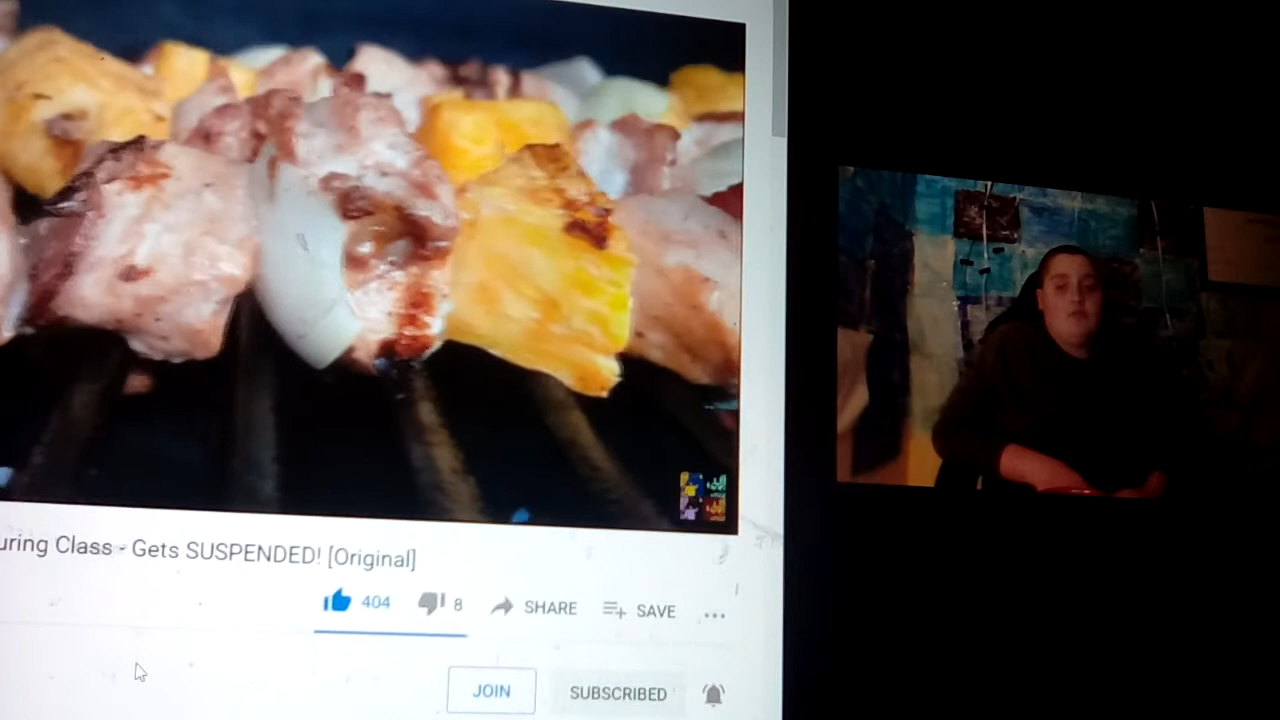 uring Class - Gets SUSPENDED! [Original]
404 8 SHARE SAVE
JOIN SUBSCRIBED